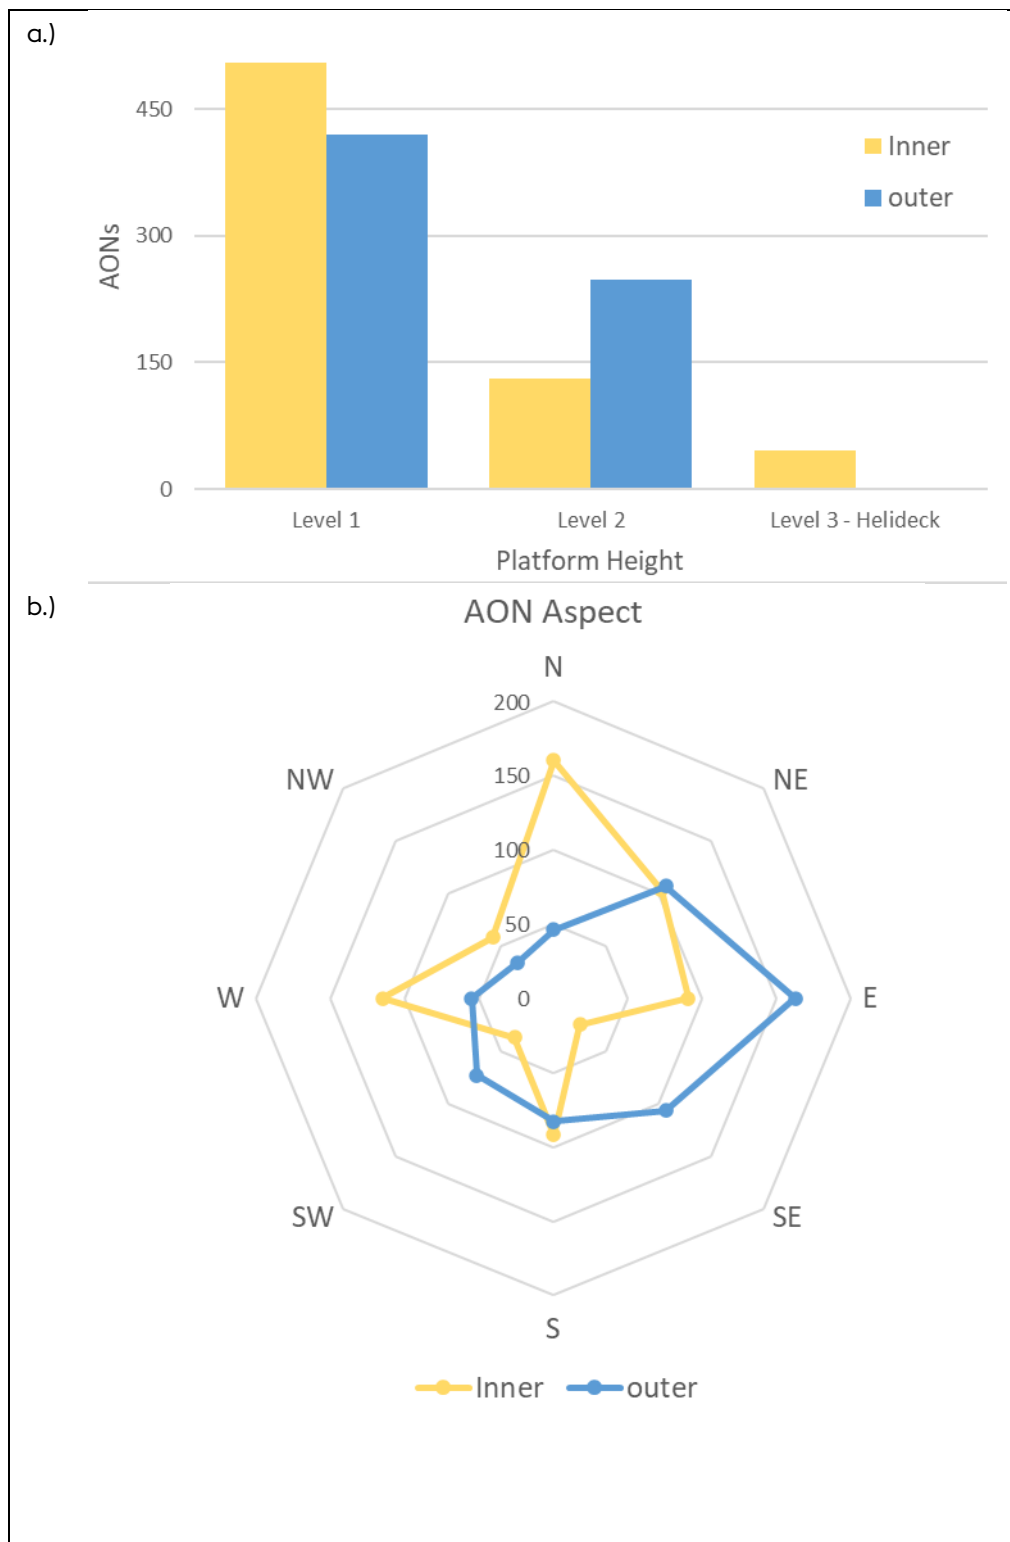 a.)
450
300
150
0
AONs
Inner
outer
Level 1
Level 2
Level 3 - Helideck
Platform Height
b.)
AON Aspect
N
200
150
100
50
0
NW
NE
W
E
SW
SE
S
Inner
outer